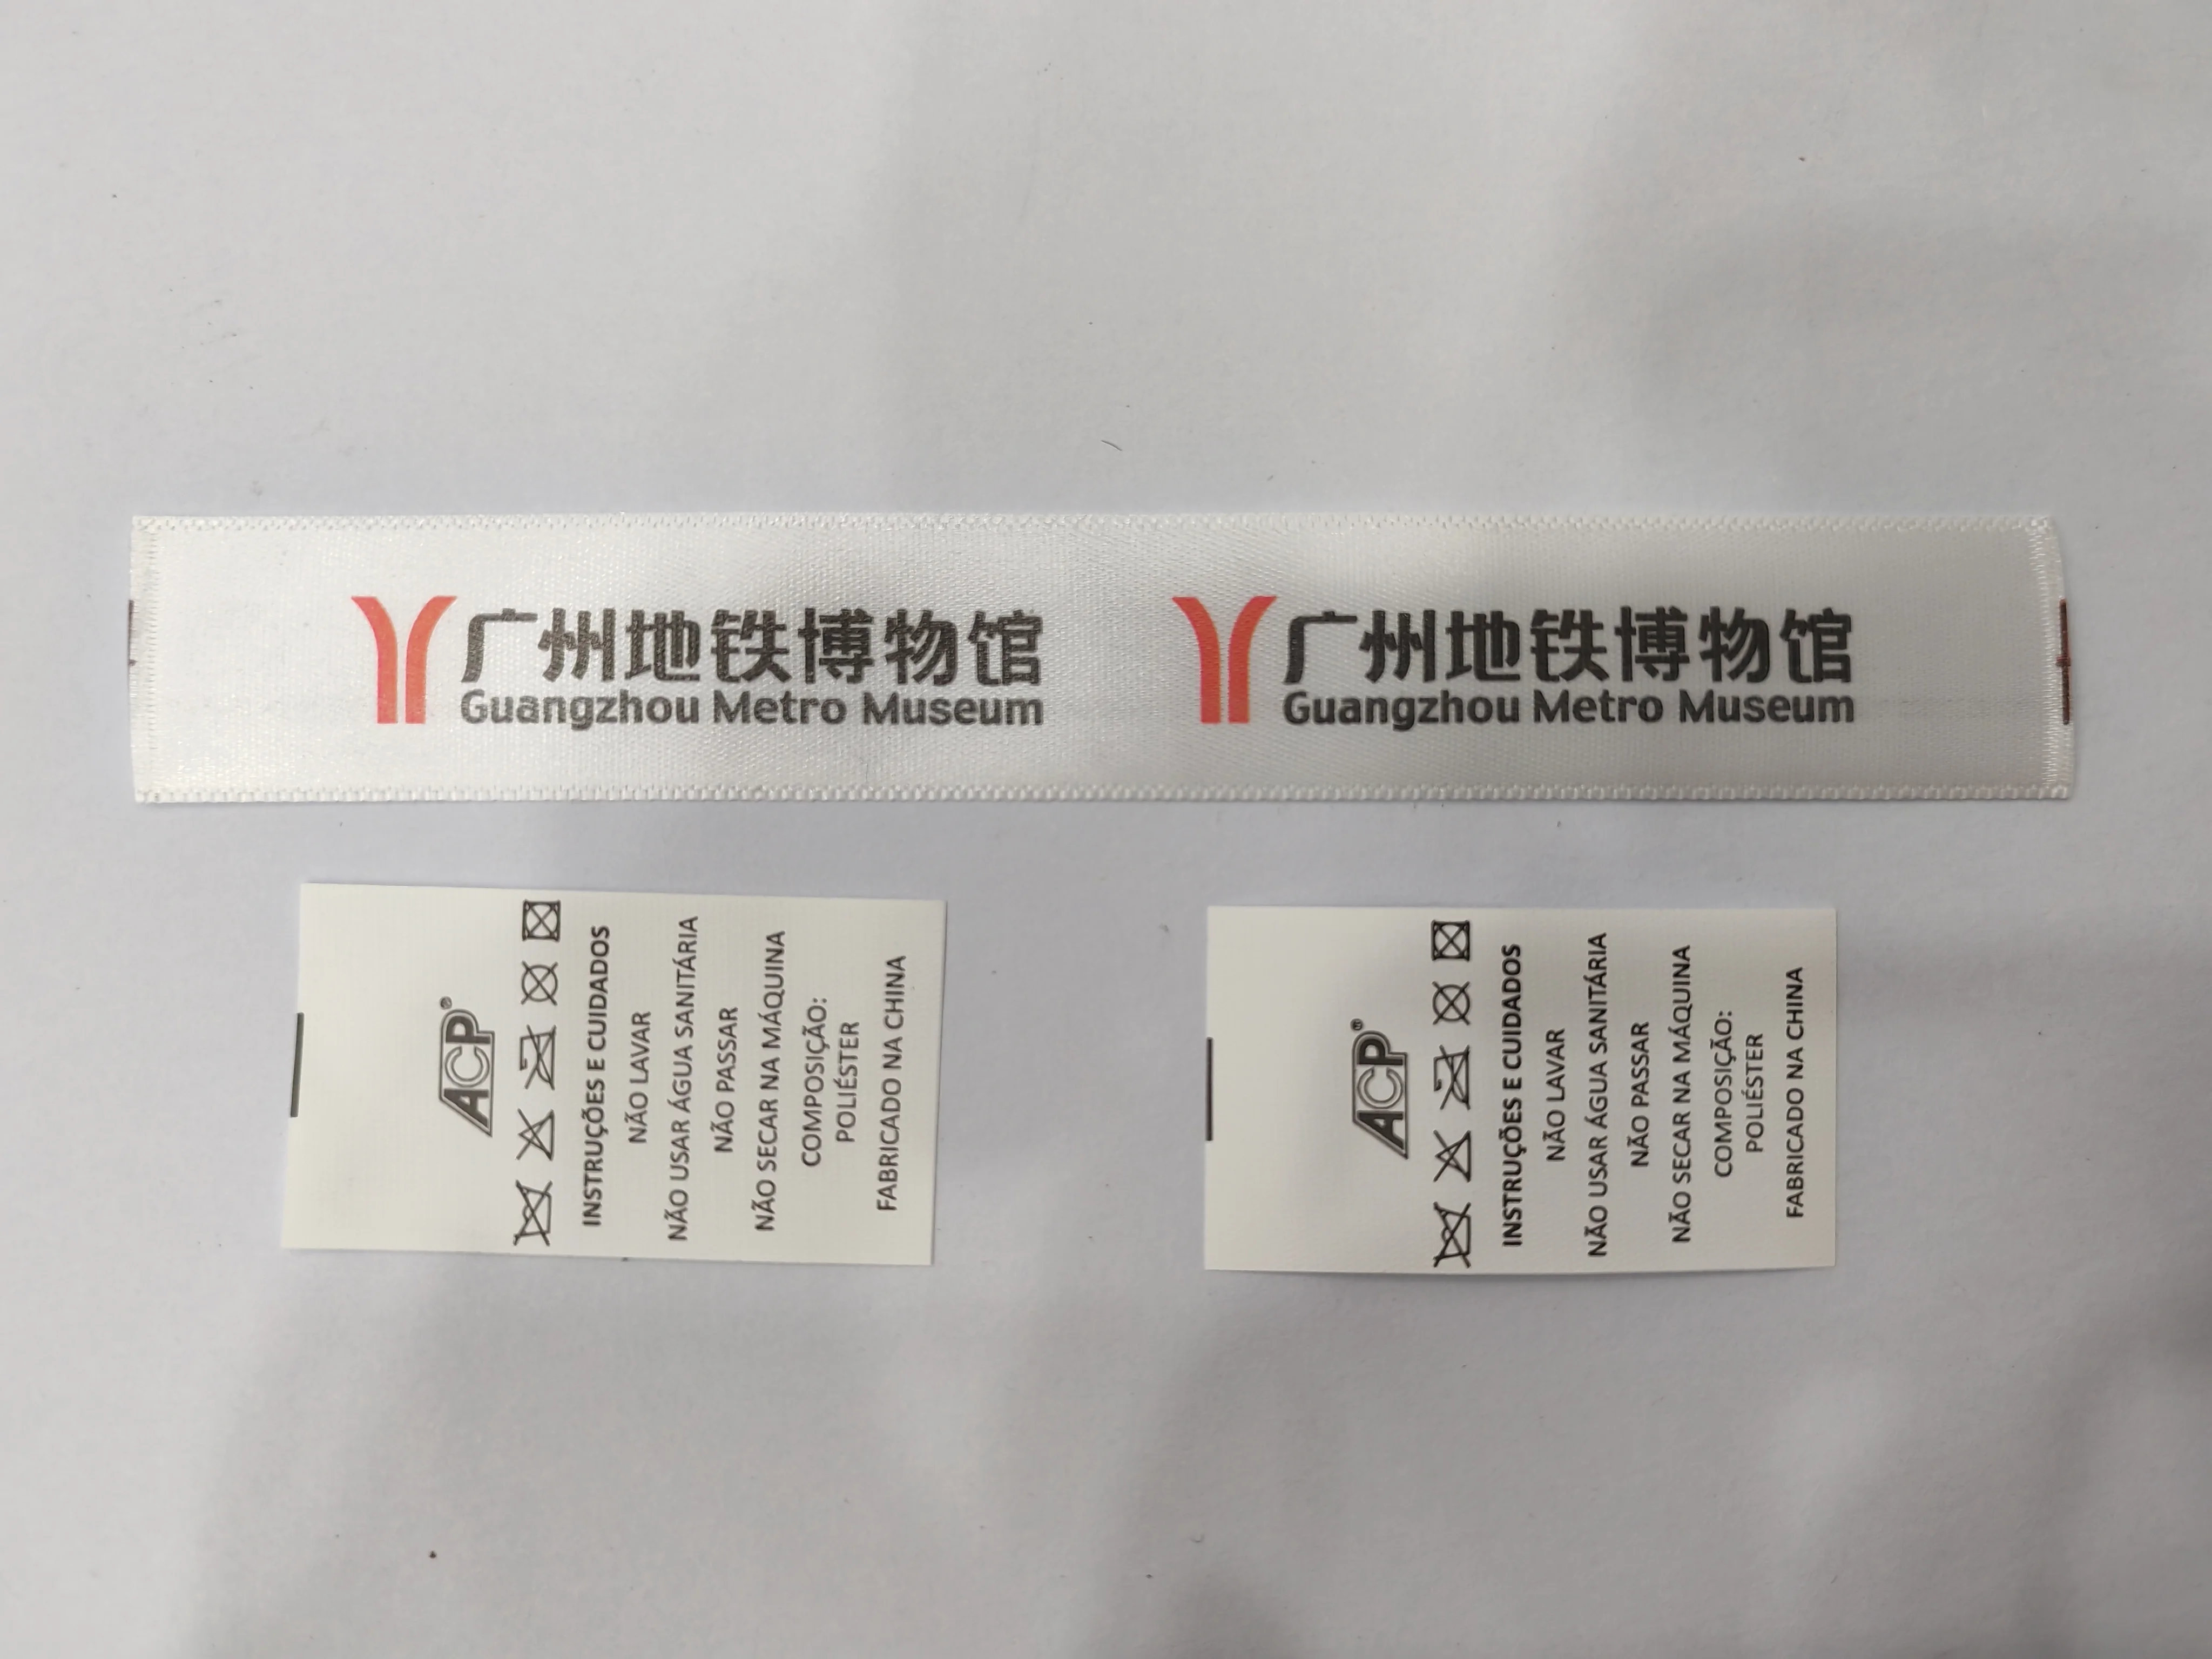 广州地铁博物馆
Guangzhou Metro Museum
广州地铁博物馆
Guangzhou Metro Museum
ACP®
INSTRUÇÕES E CUIDADOS
NÃO LAVAR
NÃO USAR ÁGUA SANITÁRIA
NÃO PASSAR
NÃO SECAR NA MÁQUINA
COMPOSIÇÃO:
POLIÉSTER
FABRICADO NA CHINA
ACP®
INSTRUÇÕES E CUIDADOS
NÃO LAVAR
NÃO USAR ÁGUA SANITÁRIA
NÃO PASSAR
NÃO SECAR NA MÁQUINA
COMPOSIÇÃO:
POLIÉSTER
FABRICADO NA CHINA